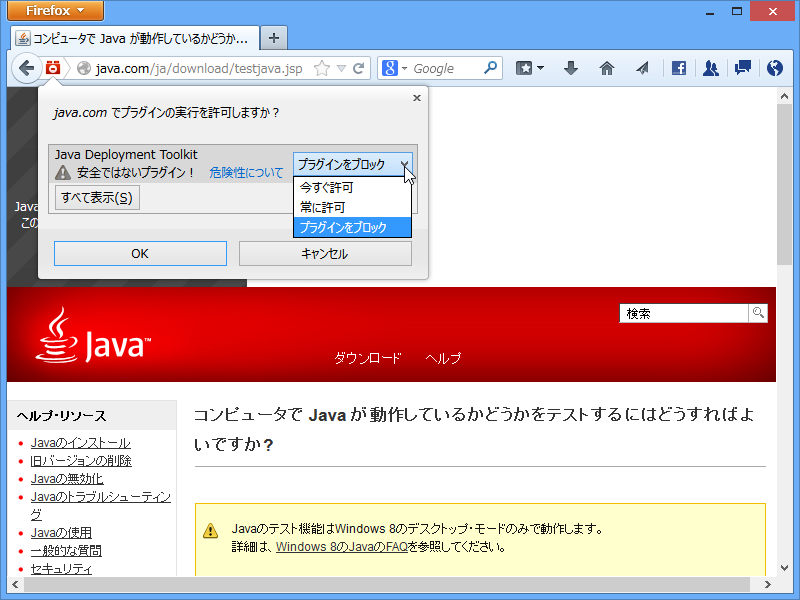 Firefox
コンピュータで Java が動作しているかどうか...
java.com/ja/download/testjava.jsp
Google
java.com でプラグインの実行を許可しますか？
Java Deployment Toolkit
安全ではないプラグイン！ 危険性について
プラグインをブロック
今すぐ許可
常に許可
プラグインをブロック
すべて表示(S)
OK
キャンセル
Java
この
検索
Java™
ダウンロード ヘルプ
ヘルプ・リソース
Javaのインストール
旧バージョンの削除
Javaの無効化
Javaのトラブルシューティン
グ
Javaの使用
一般的な質問
セキュリティ
コンピュータで Java が動作しているかどうかをテストするにはどうすればよ
いですか？
Javaのテスト機能はWindows 8のデスクトップ・モードのみで動作します。
詳細は、Windows 8のJavaのFAQを参照してください。